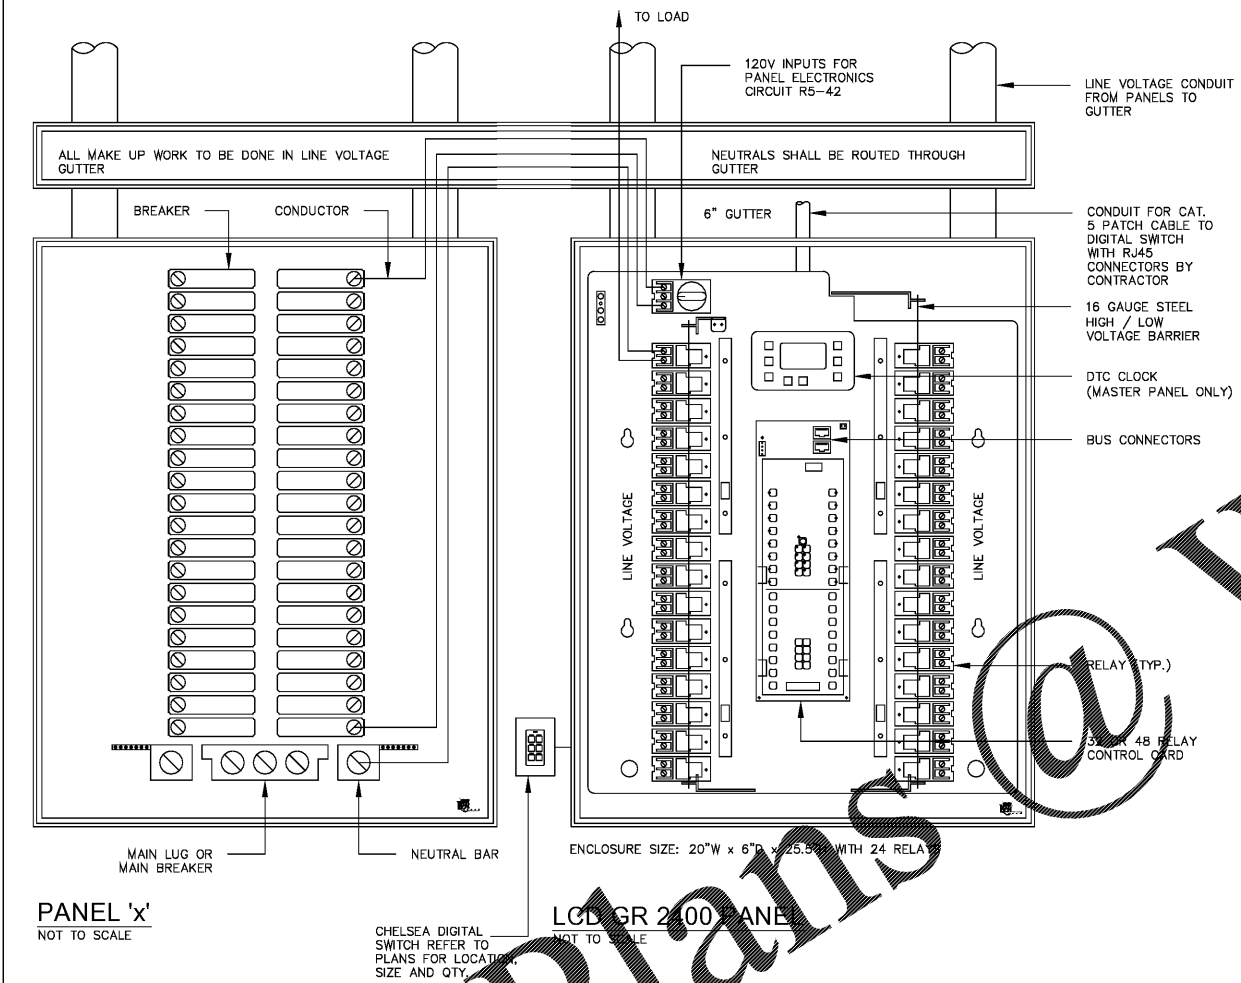 TO LOAD
120V INPUTS FOR
PANEL ELECTRONICS
CIRCUIT R5-42
LINE VOLTAGE CONDUIT
FROM PANELS TO
GUTTER
ALL MAKE UP WORK TO BE DONE IN LINE VOLTAGE
GUTTER
NEUTRALS SHALL BE ROUTED THROUGH
GUTTER
BREAKER
CONDUCTOR
6" GUTTER
CONDUIT FOR CAT.
5 PATCH CABLE TO
DIGITAL SWITCH
WITH RJ45
CONNECTORS BY
CONTRACTOR
16 GAUGE STEEL
HIGH / LOW
VOLTAGE BARRIER
DTC CLOCK
(MASTER PANEL ONLY)
BUS CONNECTORS
LINE VOLTAGE
LINE VOLTAGE
RELAY (TYP.)
OR 48 RELAY
CONTROL CARD
MAIN LUG OR
MAIN BREAKER
NEUTRAL BAR
ENCLOSURE SIZE: 20"W x 6"D x WITH 24 RELAYS
PANEL 'x'
NOT TO SCALE
CHELSEA DIGITAL
SWITCH REFER TO
PLANS FOR LOCATION,
SIZE AND QTY.
LCD GR 2400 PANEL
NOT TO SCALE
Plans @